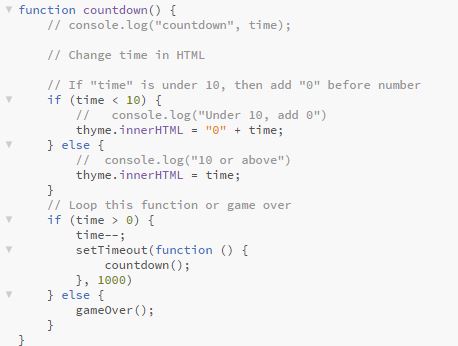 function countdown() {
    // console.log("countdown", time);

    // Change time in HTML

    // If "time" is under 10, then add "0" before number
    if (time < 10) {
        //   console.log("Under 10, add 0")
        thyme.innerHTML = "0" + time;
    } else {
        //  console.log("10 or above")
        thyme.innerHTML = time;
    }
    // Loop this function or game over
    if (time > 0) {
        time--;
        setTimeout(function () {
            countdown();
        }, 1000)
    } else {
        gameOver();
    }
}